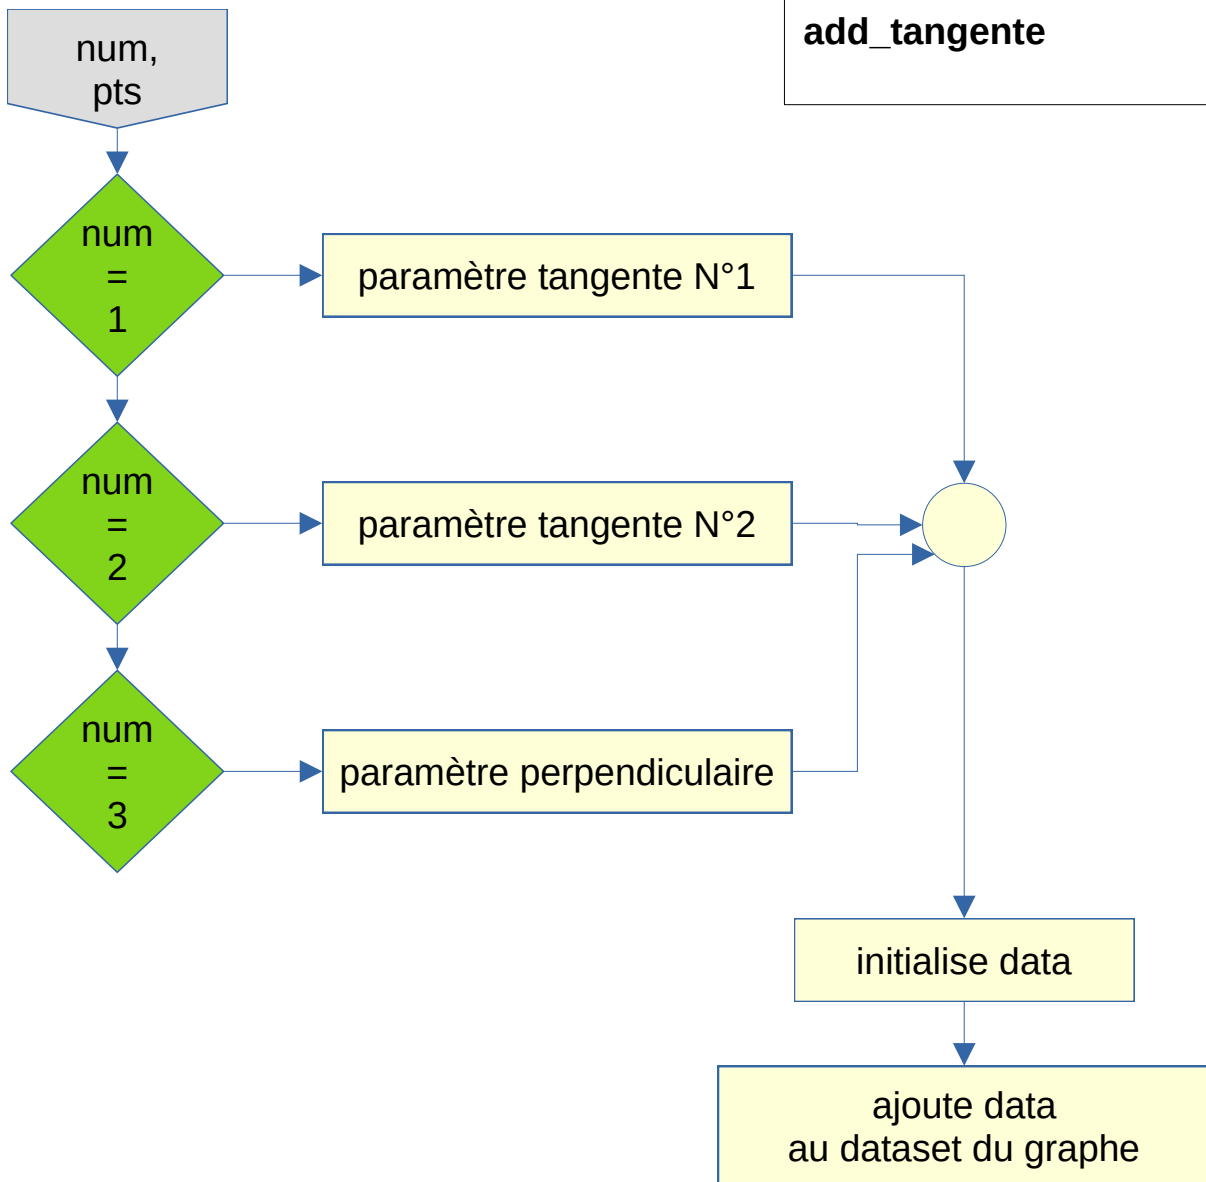 add_tangente
num,
pts
num
=
1
paramètre tangente N°1
num
=
2
paramètre tangente N°2
num
=
3
paramètre perpendiculaire
initialise data
ajoute data
au dataset du graphe